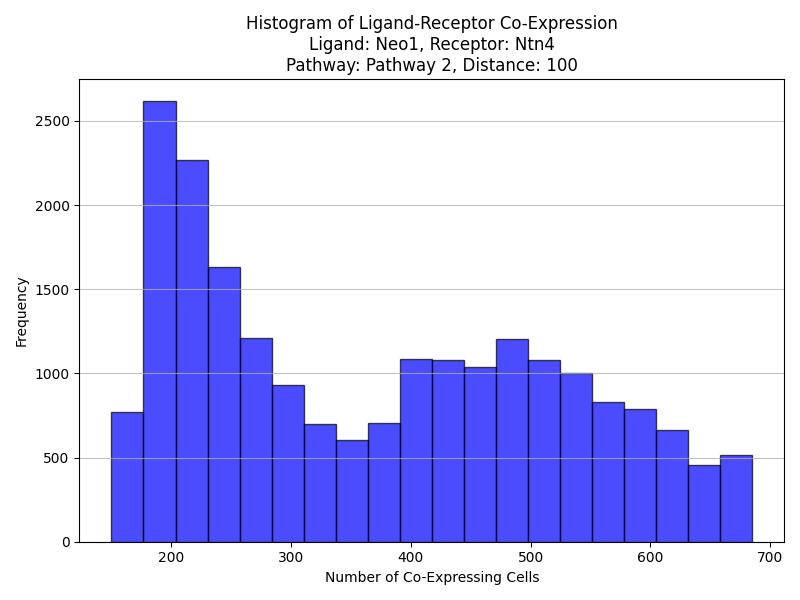 Histogram of Ligand-Receptor Co-Expression
Ligand: Neo1, Receptor: Ntn4
Pathway: Pathway 2, Distance: 100
2500
2000
1500
1000
500
0
Frequency
200 300 400 500 600 700
Number of Co-Expressing Cells